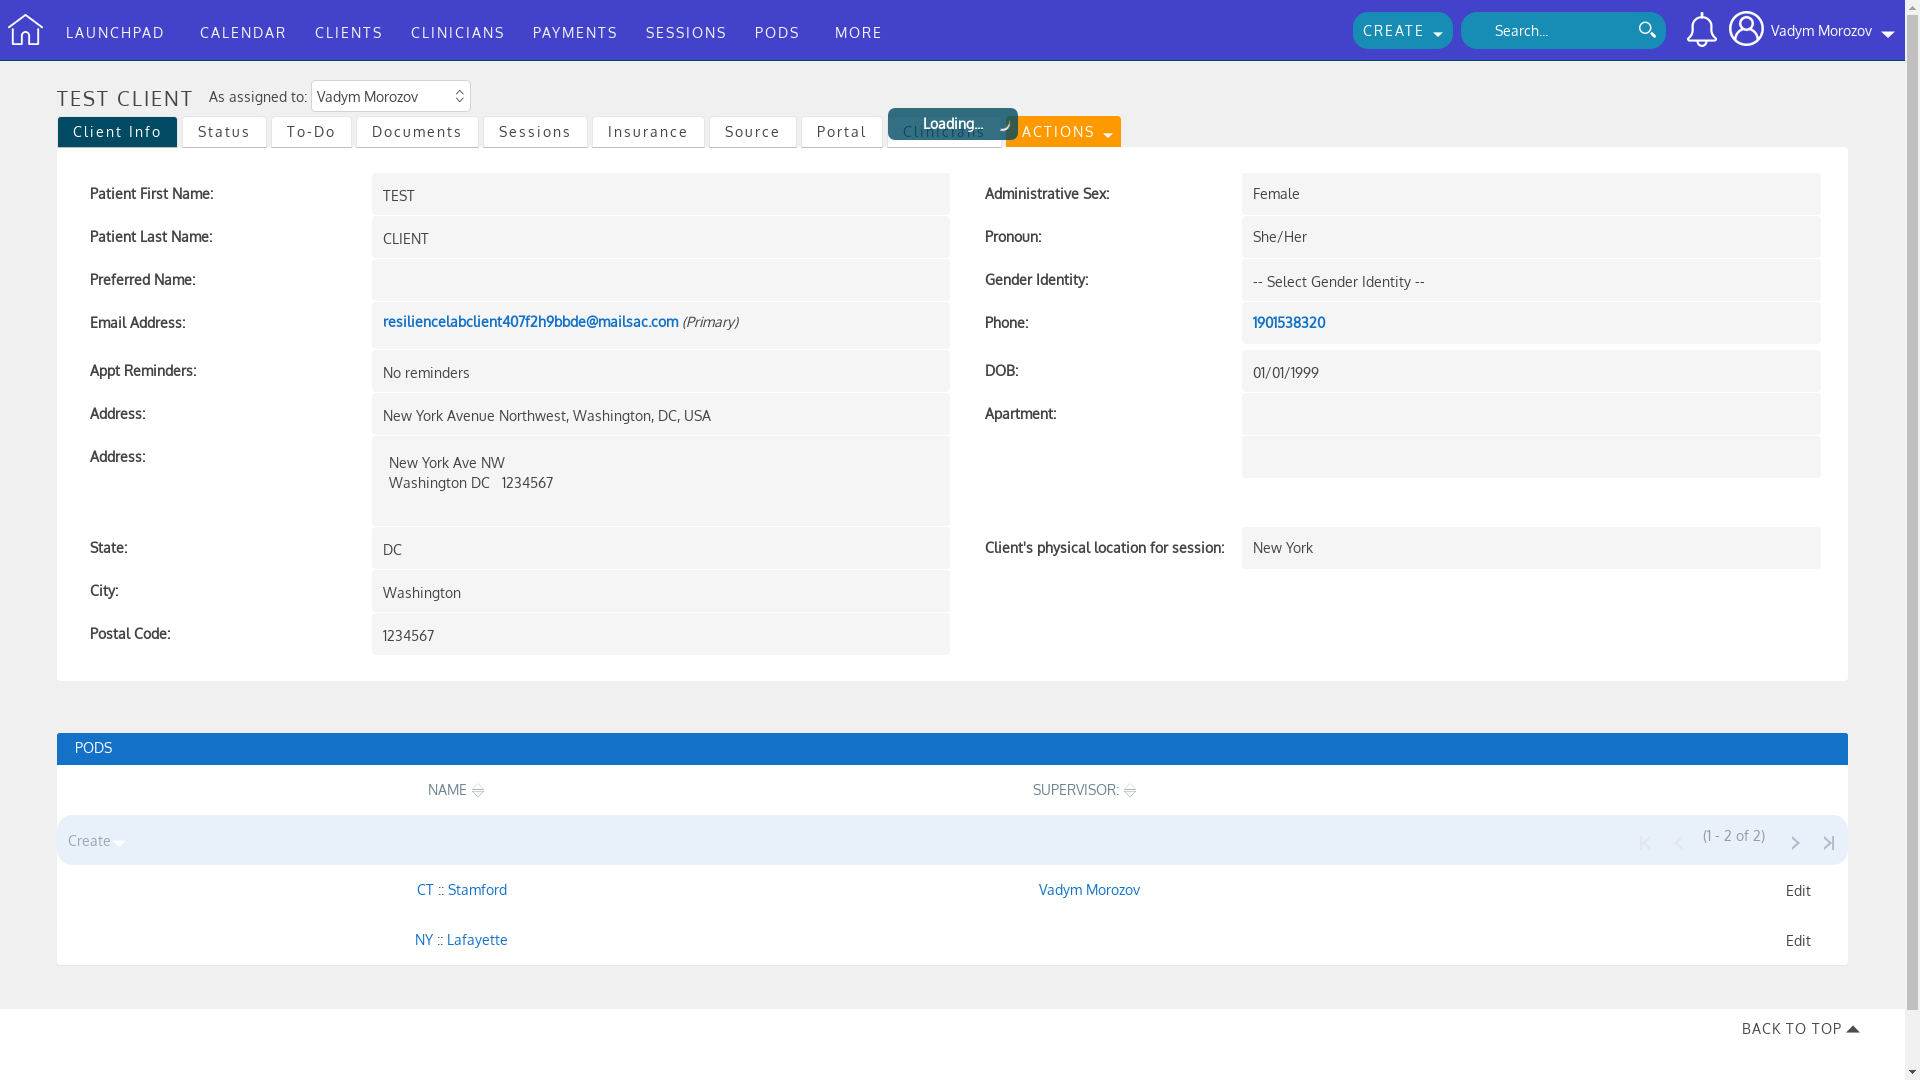 LAUNCHPAD CALENDAR CLIENTS CLINICIANS PAYMENTS SESSIONS PODS MORE CREATE Search... Vadym Morozov
TEST CLIENT As assigned to: Vadym Morozov
Loading...
Client Info Status To-Do Documents Sessions Insurance Source Portal Clinicians ACTIONS
Patient First Name: TEST Administrative Sex: Female
Patient Last Name: CLIENT Pronoun: She/Her
Preferred Name: Gender Identity: -- Select Gender Identity --
Email Address: resiliencelabclient407f2h9bbde@mailsac.com (Primary) Phone: 1901538320
Appt Reminders: No reminders DOB: 01/01/1999
Address: New York Avenue Northwest, Washington, DC, USA Apartment:
Address: New York Ave NW
Washington DC 1234567
State: DC Client's physical location for session: New York
City: Washington
Postal Code: 1234567
PODS
NAME SUPERVISOR:
Create (1 - 2 of 2)
CT :: Stamford Vadym Morozov Edit
NY :: Lafayette Edit
BACK TO TOP